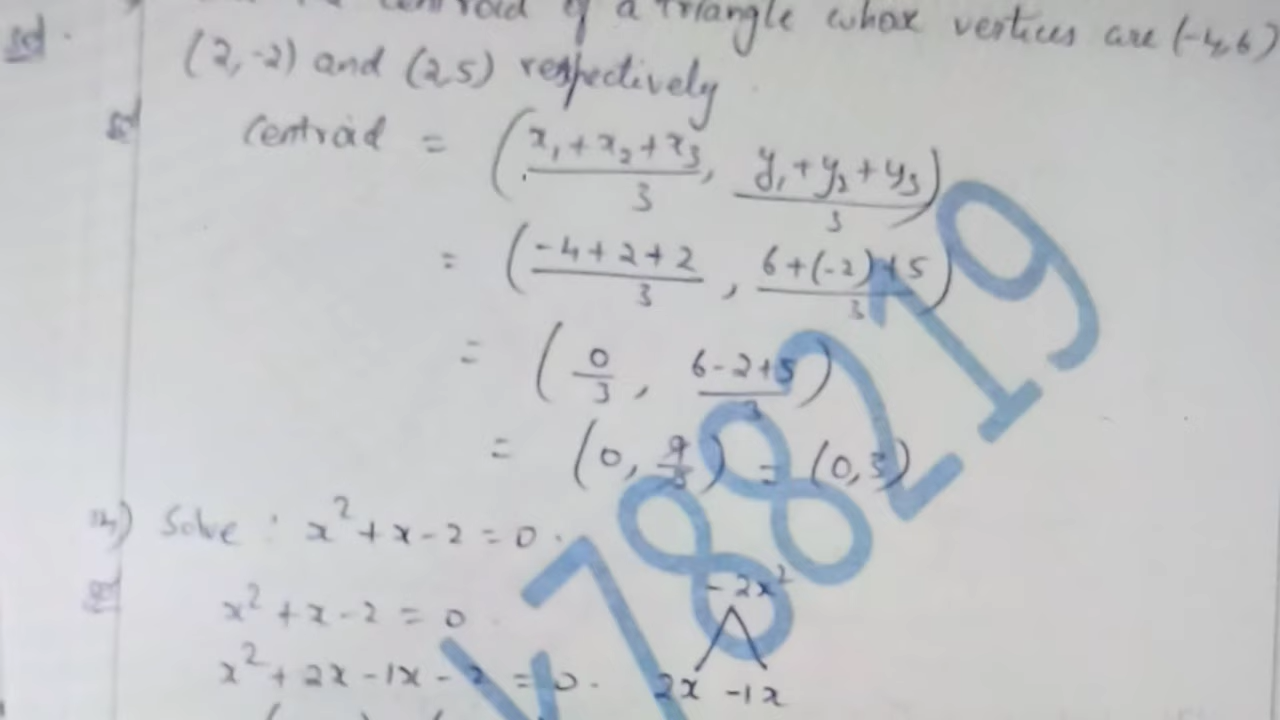 centroid of a triangle whose vertices are (-4,6)
(2,-2) and (2 5) respectively
Centroid = (x₁+x₂+x₃/3, y₁+y₂+y₃/3)
= (-4+2+2/3, 6+(-2)+5/3)
= (0/3, 6-2+5/3)
= (0, 9/3) = (0,3)
Solve : x²+x-2=0.
x²+x-2=0
-2x²
x²+2x-1x-2=0. 2x -1x
78819